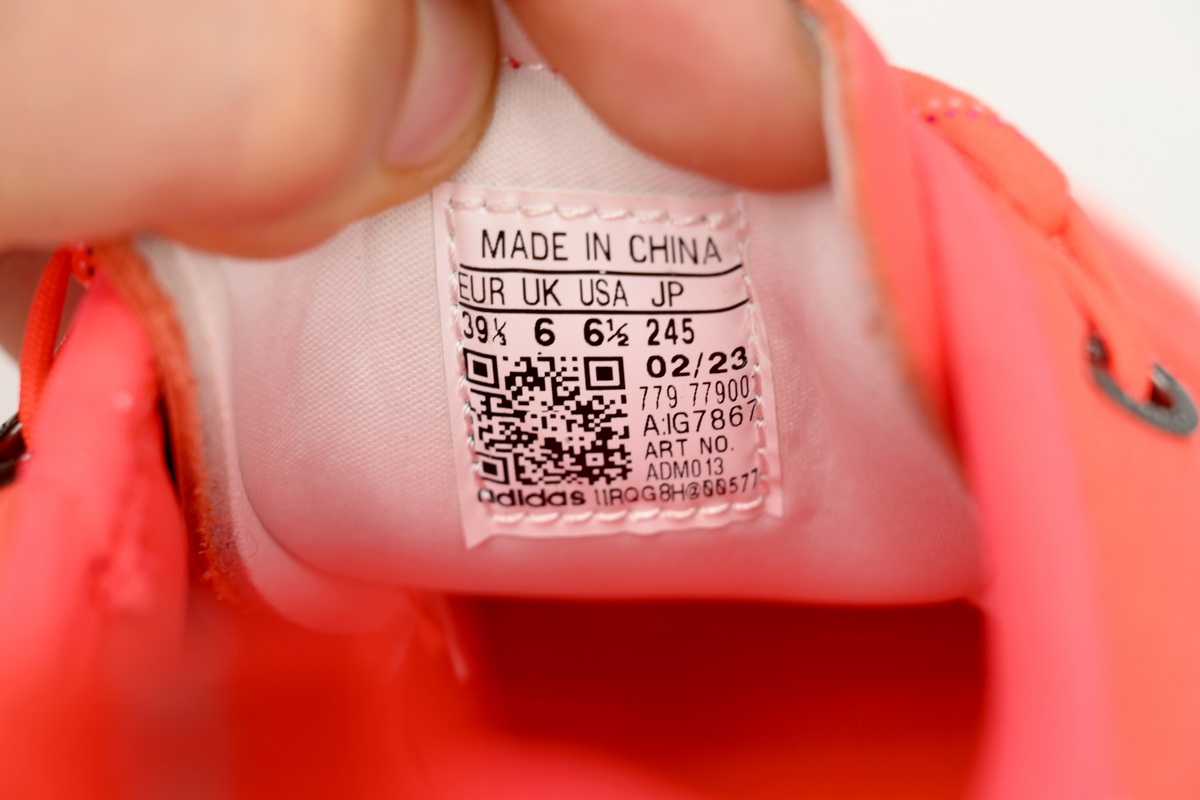 MADE IN CHINA
EUR UK USA JP
39⅓ 6 6½ 245
02/23
779 77900
A:IG7867
ART NO.
ADM013
adidas